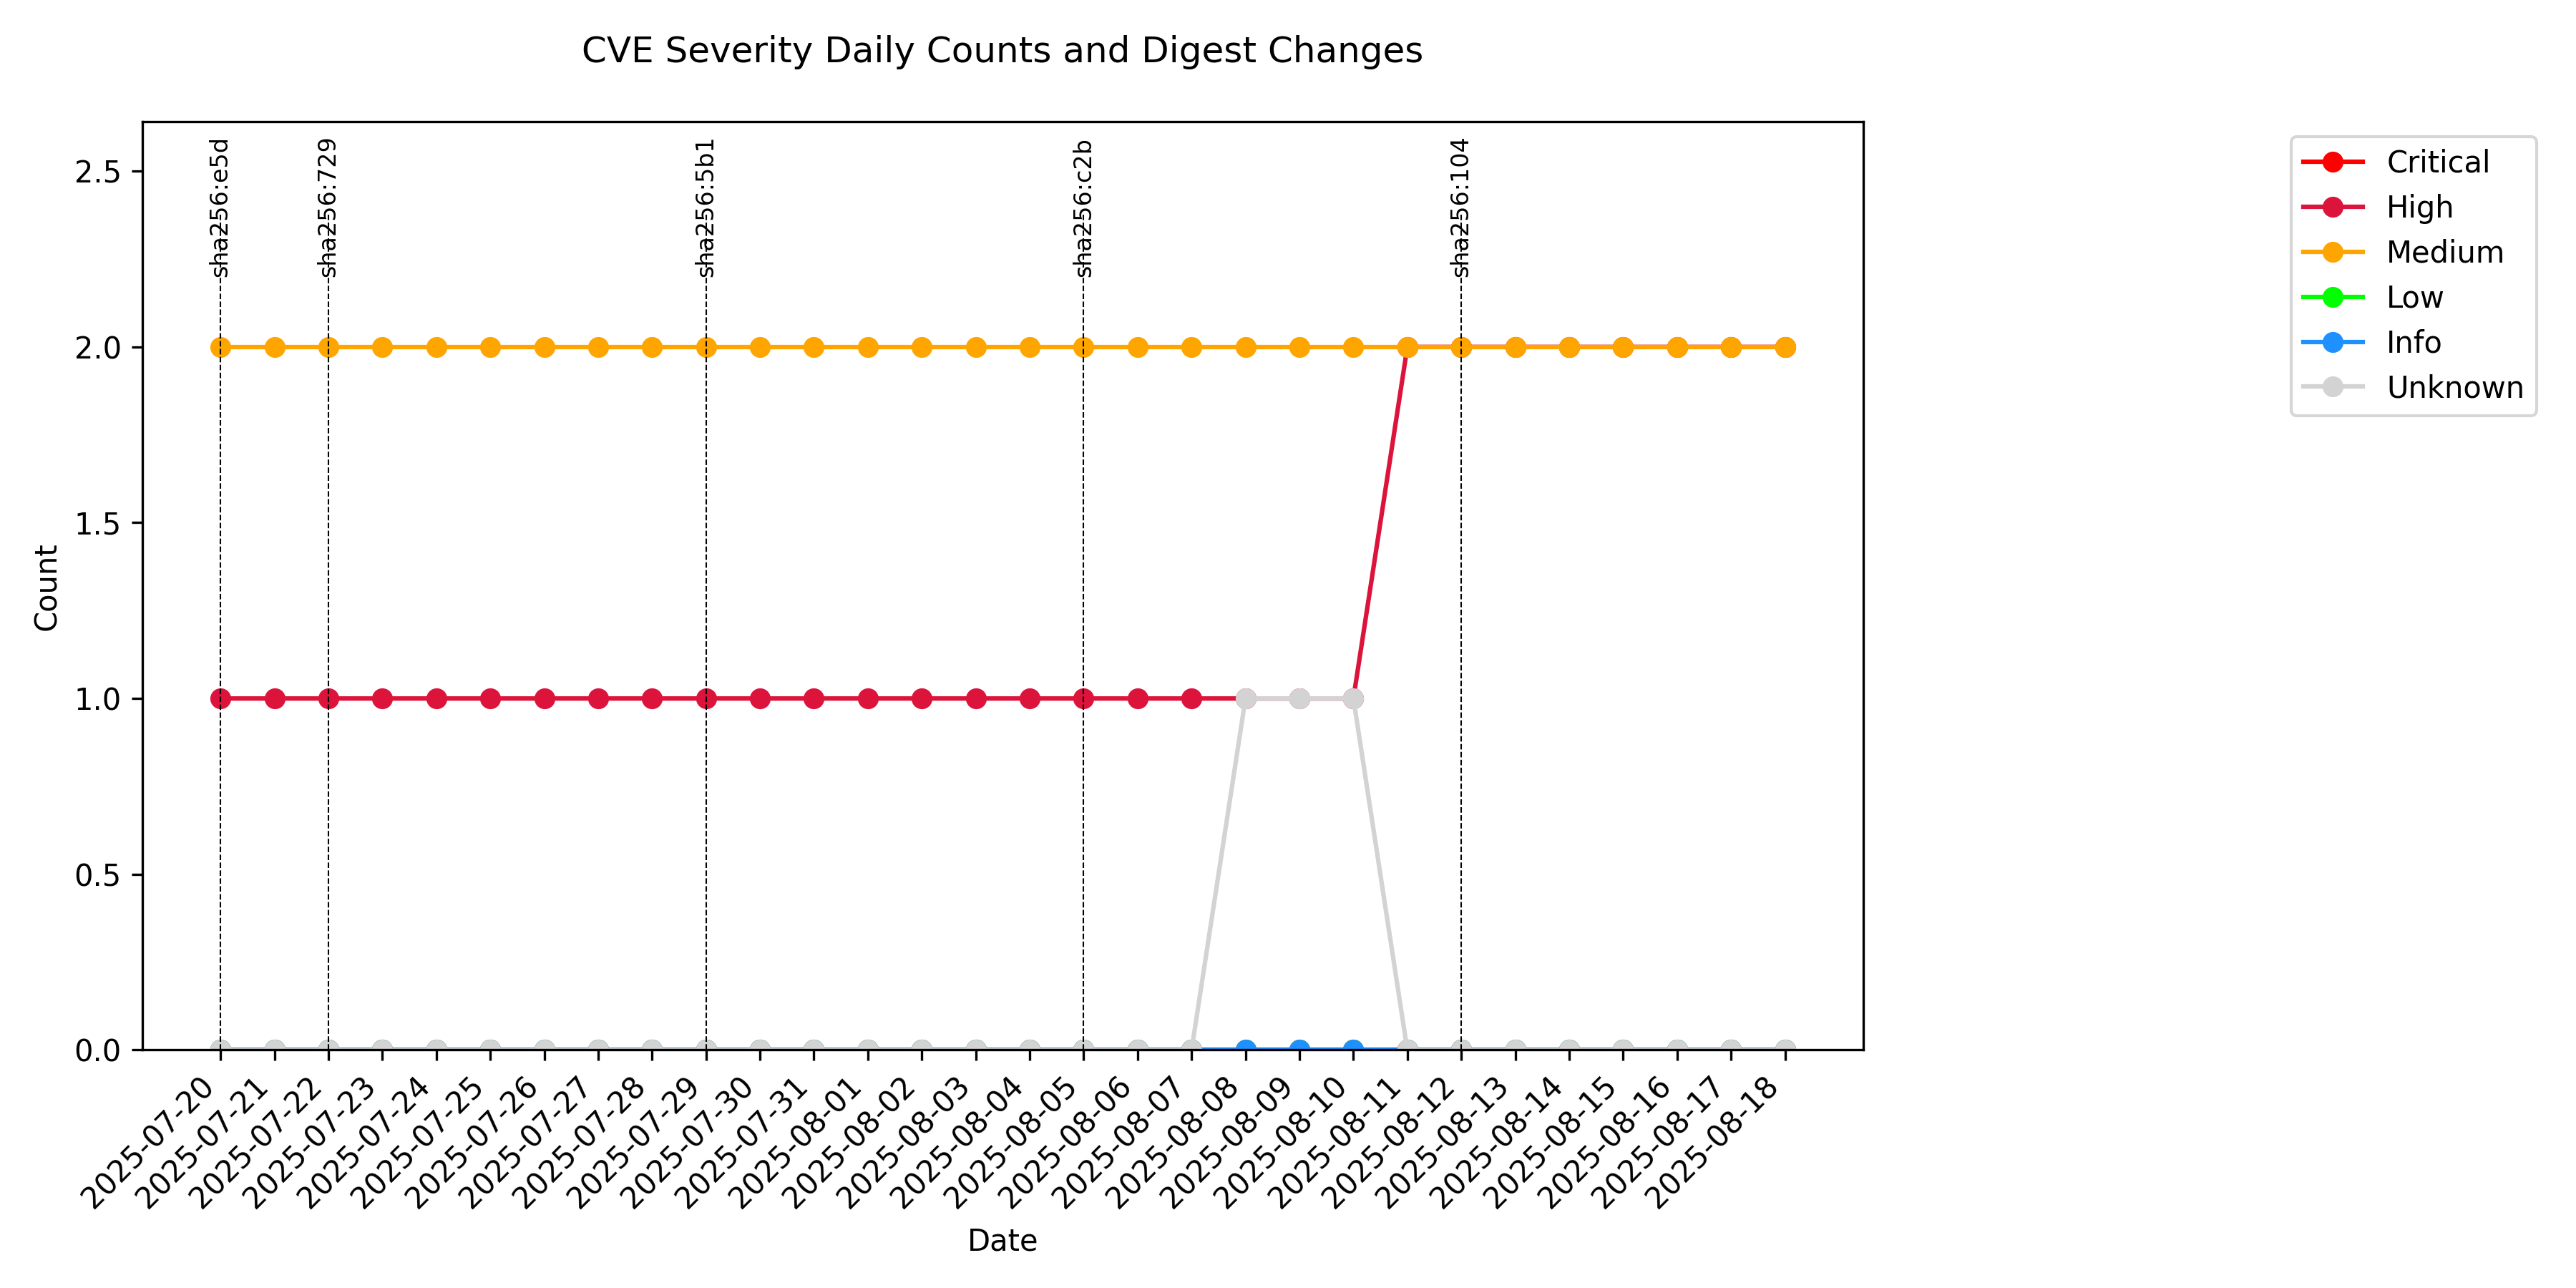 CVE Severity Daily Counts and Digest Changes
sha256:e5d
sha256:729
sha256:5b1
sha256:c2b
sha256:104
Critical
High
Medium
Low
Info
Unknown
2.5
2.0
1.5
1.0
0.5
0.0
Count
2025-07-20
2025-07-21
2025-07-22
2025-07-23
2025-07-24
2025-07-25
2025-07-26
2025-07-27
2025-07-28
2025-07-29
2025-07-30
2025-07-31
2025-08-01
2025-08-02
2025-08-03
2025-08-04
2025-08-05
2025-08-06
2025-08-07
2025-08-08
2025-08-09
2025-08-10
2025-08-11
2025-08-12
2025-08-13
2025-08-14
2025-08-15
2025-08-16
2025-08-17
2025-08-18
Date